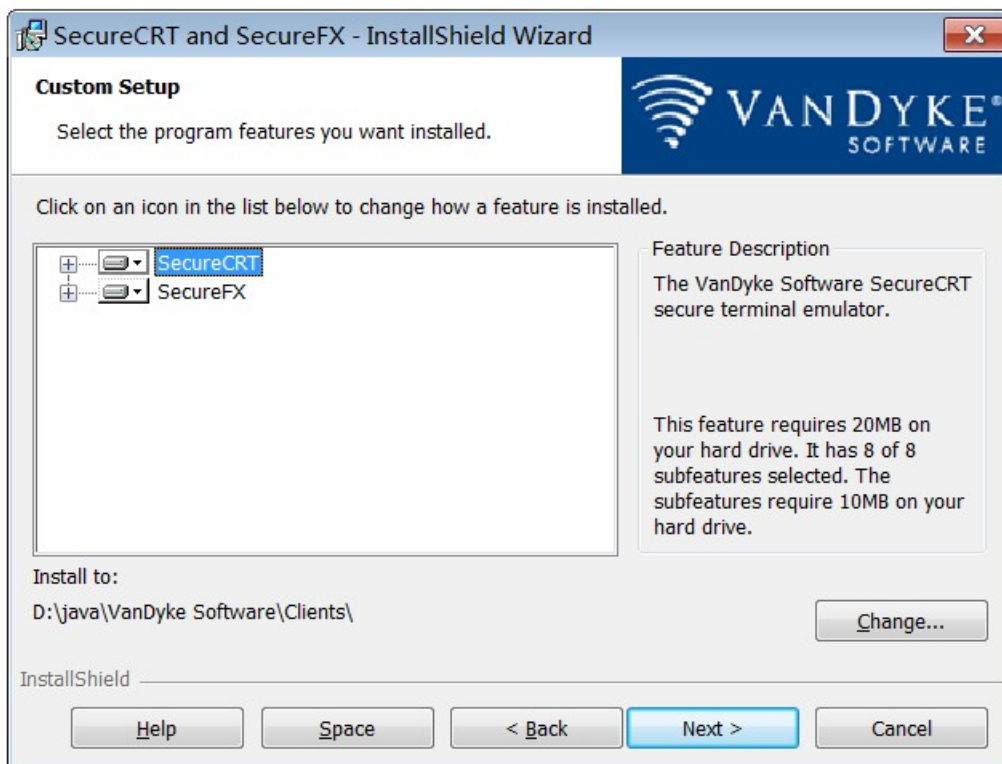 SecureCRT and SecureFX - InstallShield Wizard
Custom Setup
Select the program features you want installed.
VANDYKE®
SOFTWARE
Click on an icon in the list below to change how a feature is installed.
SecureCRT
SecureFX
Feature Description
The VanDyke Software SecureCRT
secure terminal emulator.
This feature requires 20MB on
your hard drive. It has 8 of 8
subfeatures selected. The
subfeatures require 10MB on your
hard drive.
Install to:
D:\java\VanDyke Software\Clients\
Change...
InstallShield
Help
Space
< Back
Next >
Cancel